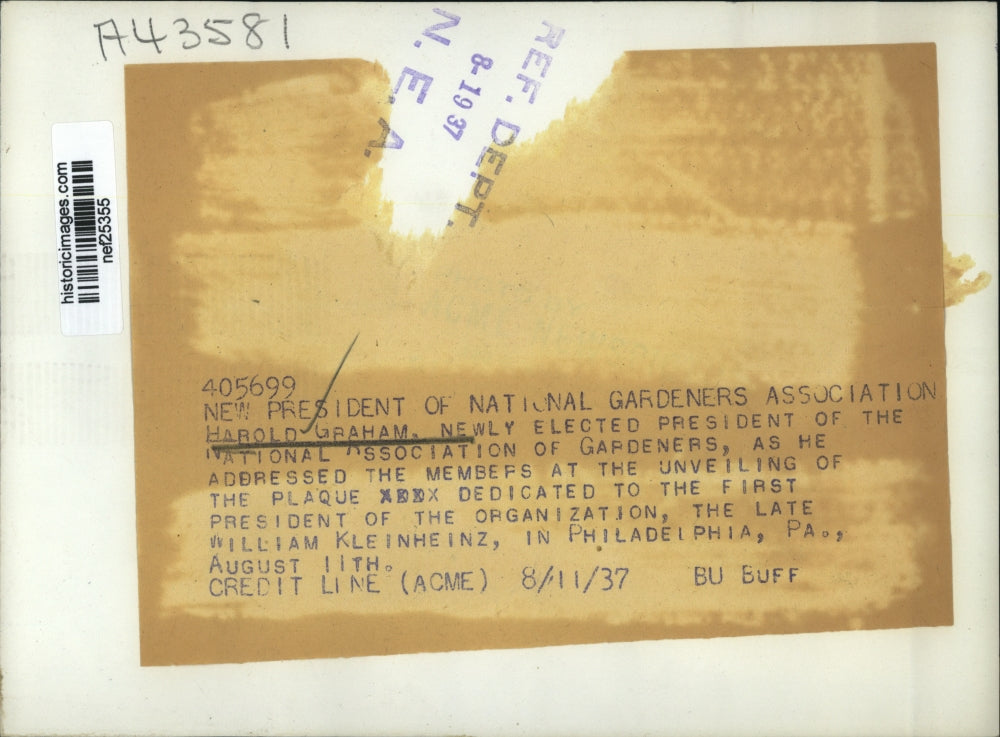 A43581
REF. DEPT.
8-19 37
N. E. A.
historicimages.com
nef25355
405699
NEW PRESIDENT OF NATIONAL GARDENERS ASSOCIATION
HAROLD GRAHAM, NEWLY ELECTED PRESIDENT OF THE
NATIONAL ASSOCIATION OF GARDENERS, AS HE
ADDRESSED THE MEMBERS AT THE UNVEILING OF
THE PLAQUE XXXX DEDICATED TO THE FIRST
PRESIDENT OF THE ORGANIZATION, THE LATE
WILLIAM KLEINHEINZ, IN PHILADELPHIA, PA.,
AUGUST 11TH.
CREDIT LINE (ACME) 8/11/37 BU BUFF